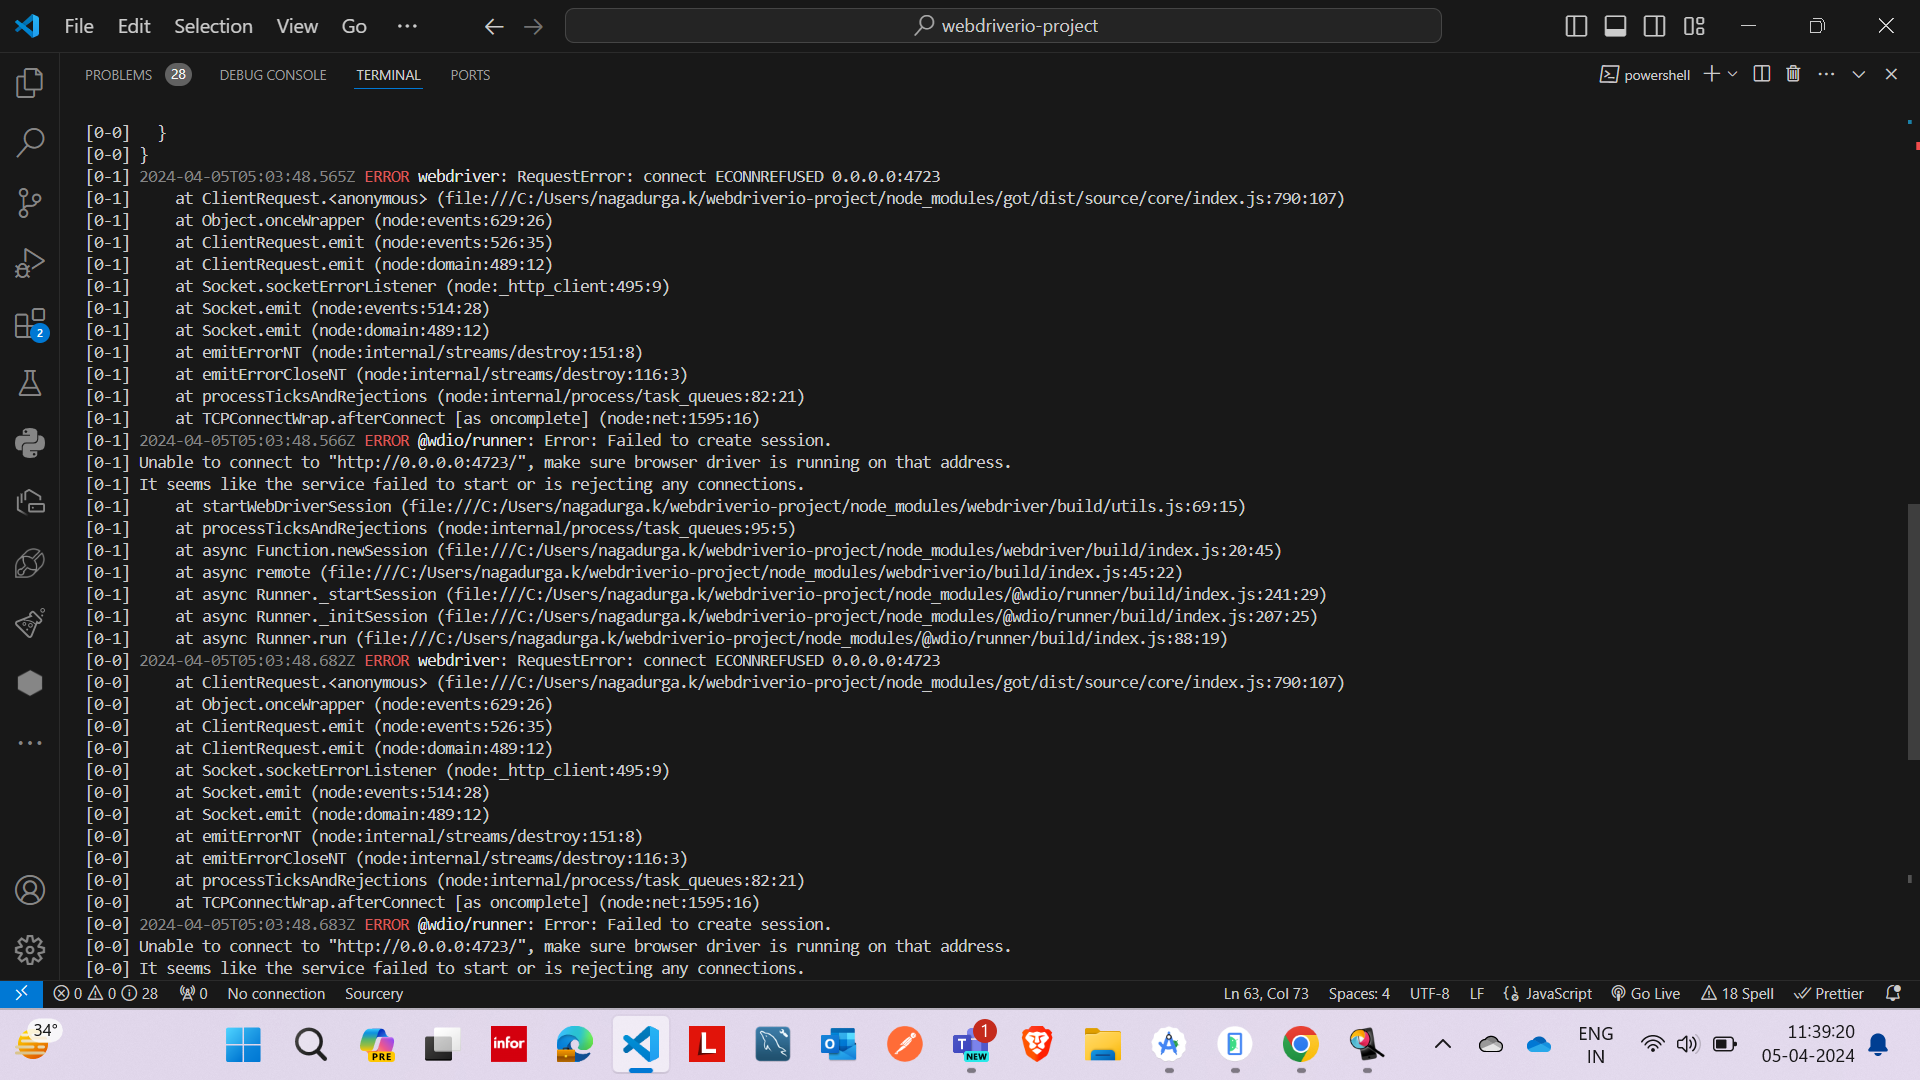 File Edit Selection View Go ··· webdriverio-project
PROBLEMS 28 DEBUG CONSOLE TERMINAL PORTS powershell
[0-0]   }
[0-0] }
[0-1] 2024-04-05T05:03:48.565Z ERROR webdriver: RequestError: connect ECONNREFUSED 0.0.0.0:4723
[0-1]     at ClientRequest.<anonymous> (file:///C:/Users/nagadurga.k/webdriverio-project/node_modules/got/dist/source/core/index.js:790:107)
[0-1]     at Object.onceWrapper (node:events:629:26)
[0-1]     at ClientRequest.emit (node:events:526:35)
[0-1]     at ClientRequest.emit (node:domain:489:12)
[0-1]     at Socket.socketErrorListener (node:_http_client:495:9)
[0-1]     at Socket.emit (node:events:514:28)
[0-1]     at Socket.emit (node:domain:489:12)
[0-1]     at emitErrorNT (node:internal/streams/destroy:151:8)
[0-1]     at emitErrorCloseNT (node:internal/streams/destroy:116:3)
[0-1]     at processTicksAndRejections (node:internal/process/task_queues:82:21)
[0-1]     at TCPConnectWrap.afterConnect [as oncomplete] (node:net:1595:16)
[0-1] 2024-04-05T05:03:48.566Z ERROR @wdio/runner: Error: Failed to create session.
[0-1] Unable to connect to "http://0.0.0.0:4723/", make sure browser driver is running on that address.
[0-1] It seems like the service failed to start or is rejecting any connections.
[0-1]     at startWebDriverSession (file:///C:/Users/nagadurga.k/webdriverio-project/node_modules/webdriver/build/utils.js:69:15)
[0-1]     at processTicksAndRejections (node:internal/process/task_queues:95:5)
[0-1]     at async Function.newSession (file:///C:/Users/nagadurga.k/webdriverio-project/node_modules/webdriver/build/index.js:20:45)
[0-1]     at async remote (file:///C:/Users/nagadurga.k/webdriverio-project/node_modules/webdriverio/build/index.js:45:22)
[0-1]     at async Runner._startSession (file:///C:/Users/nagadurga.k/webdriverio-project/node_modules/@wdio/runner/build/index.js:241:29)
[0-1]     at async Runner._initSession (file:///C:/Users/nagadurga.k/webdriverio-project/node_modules/@wdio/runner/build/index.js:207:25)
[0-1]     at async Runner.run (file:///C:/Users/nagadurga.k/webdriverio-project/node_modules/@wdio/runner/build/index.js:88:19)
[0-0] 2024-04-05T05:03:48.682Z ERROR webdriver: RequestError: connect ECONNREFUSED 0.0.0.0:4723
[0-0]     at ClientRequest.<anonymous> (file:///C:/Users/nagadurga.k/webdriverio-project/node_modules/got/dist/source/core/index.js:790:107)
[0-0]     at Object.onceWrapper (node:events:629:26)
[0-0]     at ClientRequest.emit (node:events:526:35)
[0-0]     at ClientRequest.emit (node:domain:489:12)
[0-0]     at Socket.socketErrorListener (node:_http_client:495:9)
[0-0]     at Socket.emit (node:events:514:28)
[0-0]     at Socket.emit (node:domain:489:12)
[0-0]     at emitErrorNT (node:internal/streams/destroy:151:8)
[0-0]     at emitErrorCloseNT (node:internal/streams/destroy:116:3)
[0-0]     at processTicksAndRejections (node:internal/process/task_queues:82:21)
[0-0]     at TCPConnectWrap.afterConnect [as oncomplete] (node:net:1595:16)
[0-0] 2024-04-05T05:03:48.683Z ERROR @wdio/runner: Error: Failed to create session.
[0-0] Unable to connect to "http://0.0.0.0:4723/", make sure browser driver is running on that address.
[0-0] It seems like the service failed to start or is rejecting any connections.
2
0 0 28 0 No connection Sourcery Ln 63, Col 73 Spaces: 4 UTF-8 LF JavaScript Go Live 18 Spell Prettier
34° PRE infor L 1 NEW ENG IN 11:39:20
05-04-2024